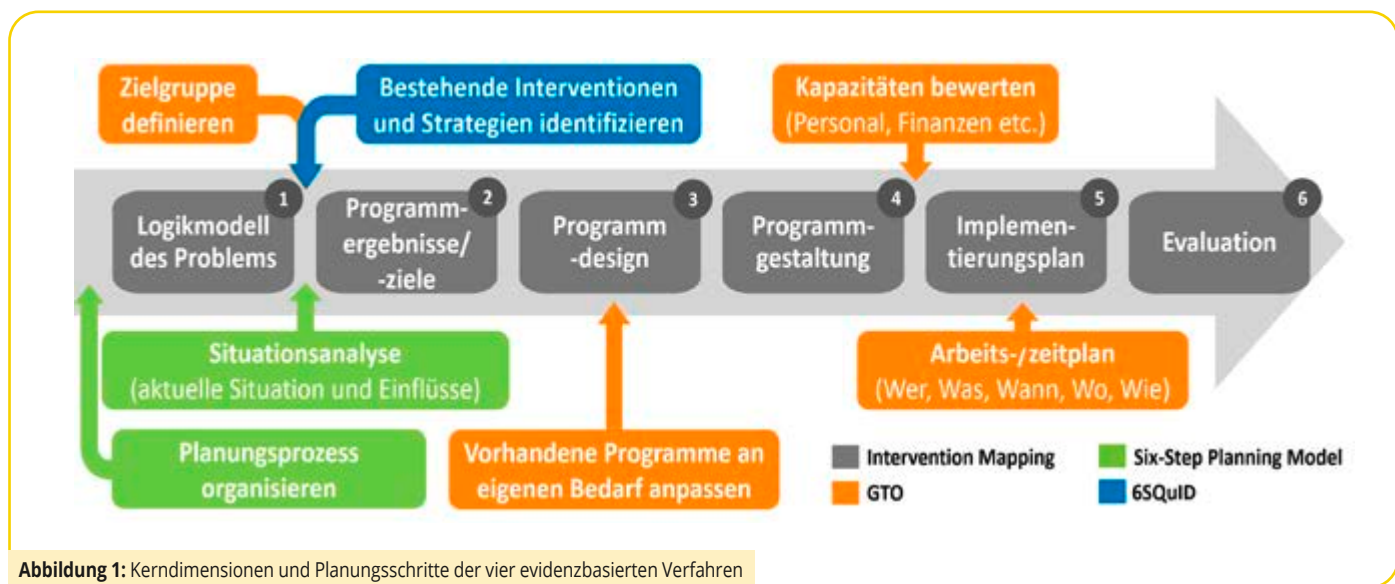 Zielgruppe
definieren
Bestehende Interventionen
und Strategien identifizieren
Kapazitäten bewerten
(Personal, Finanzen etc.)
1
Logikmodell
des Problems
2
Programm-
ergebnisse/
-ziele
3
Programm
-design
4
Programm-
gestaltung
5
Implemen-
tierungsplan
6
Evaluation
Situationsanalyse
(aktuelle Situation und Einflüsse)
Planungsprozess
organisieren
Vorhandene Programme an
eigenen Bedarf anpassen
Arbeits-/zeitplan
(Wer, Was, Wann, Wo, Wie)
Intervention Mapping
Six-Step Planning Model
GTO
6SQuID
Abbildung 1: Kerndimensionen und Planungsschritte der vier evidenzbasierten Verfahren